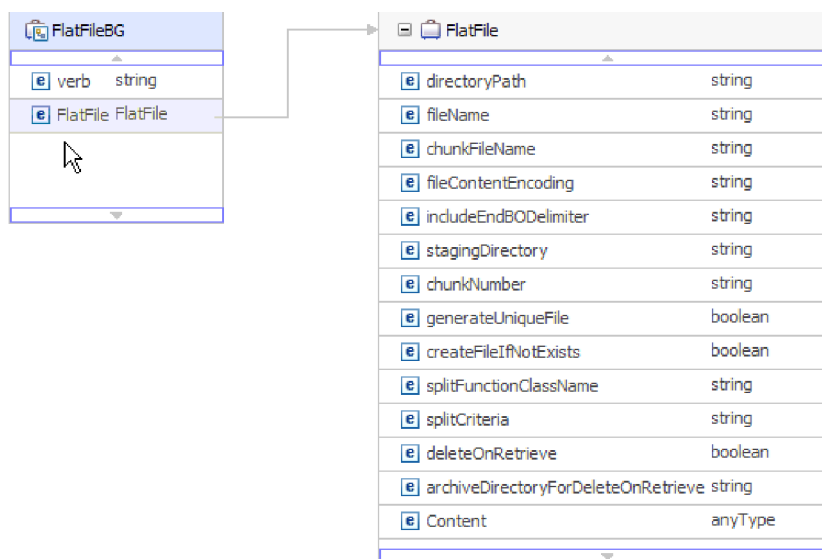 FlatFileBG
verb string
FlatFile FlatFile
FlatFile
directoryPath string
fileName string
chunkFileName string
fileContentEncoding string
includeEndBODelimiter string
stagingDirectory string
chunkNumber string
generateUniqueFile boolean
createFileIfNotExists boolean
splitFunctionClassName string
splitCriteria string
deleteOnRetrieve boolean
archiveDirectoryForDeleteOnRetrieve string
Content anyType